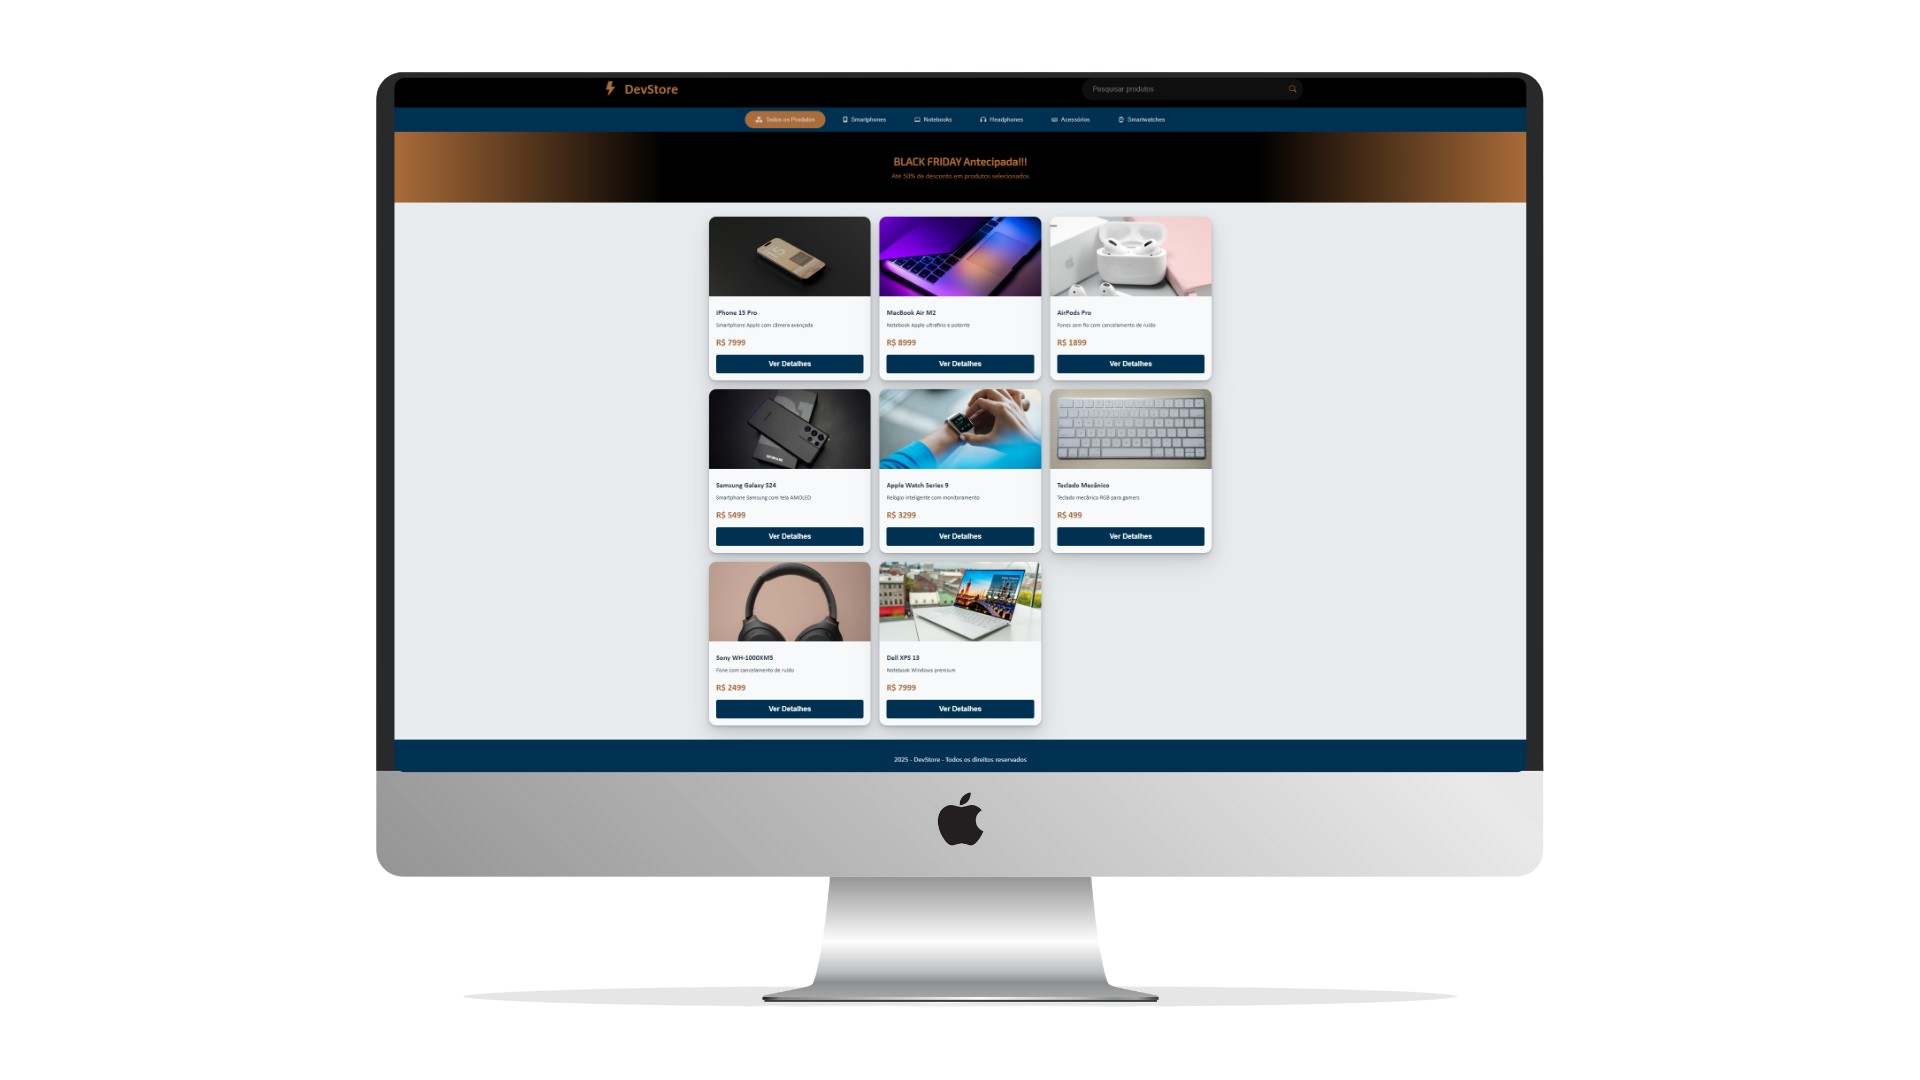 DevStore
Pesquisar produtos
Todos os Produtos
Smartphones
Notebooks
Headphones
Acessórios
Smartwatches
BLACK FRIDAY Antecipada!!!
Até 50% de desconto em produtos selecionados
iPhone 15 Pro
Smartphone Apple com câmera avançada
R$ 7999
Ver Detalhes
MacBook Air M2
Notebook Apple ultrafino e potente
R$ 8999
Ver Detalhes
AirPods Pro
Fones sem fio com cancelamento de ruído
R$ 1899
Ver Detalhes
Samsung Galaxy S24
Smartphone Samsung com tela AMOLED
R$ 5499
Ver Detalhes
Apple Watch Series 9
Relógio inteligente com monitoramento
R$ 3299
Ver Detalhes
Teclado Mecânico
Teclado mecânico RGB para gamers
R$ 499
Ver Detalhes
Sony WH-1000XM5
Fone com cancelamento de ruído
R$ 2499
Ver Detalhes
Dell XPS 13
Notebook Windows premium
R$ 7999
Ver Detalhes
2025 - DevStore - Todos os direitos reservados